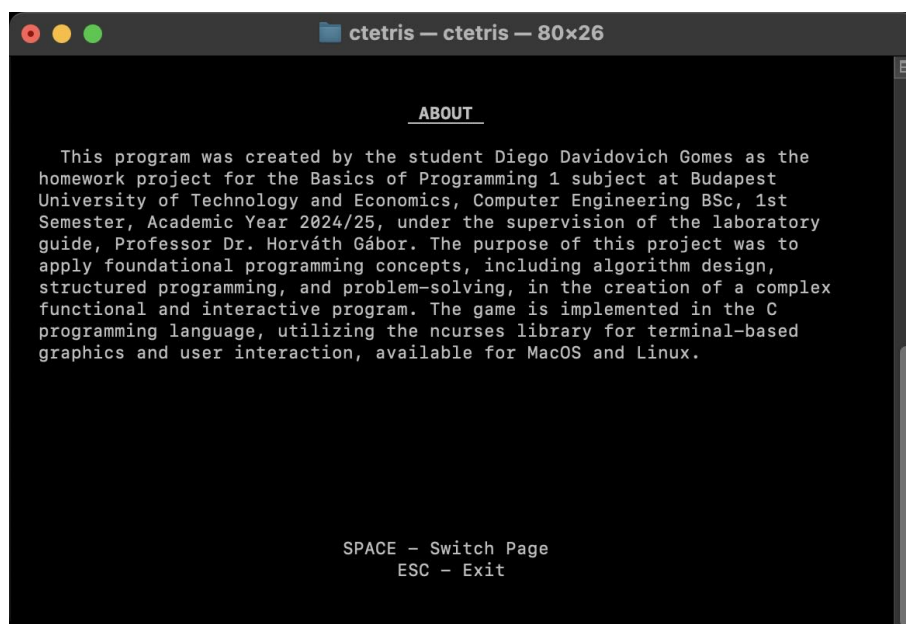 ctetris — ctetris — 80×26
ABOUT
This program was created by the student Diego Davidovich Gomes as the
homework project for the Basics of Programming 1 subject at Budapest
University of Technology and Economics, Computer Engineering BSc, 1st
Semester, Academic Year 2024/25, under the supervision of the laboratory
guide, Professor Dr. Horváth Gábor. The purpose of this project was to
apply foundational programming concepts, including algorithm design,
structured programming, and problem-solving, in the creation of a complex
functional and interactive program. The game is implemented in the C
programming language, utilizing the ncurses library for terminal-based
graphics and user interaction, available for MacOS and Linux.
SPACE – Switch Page
ESC – Exit